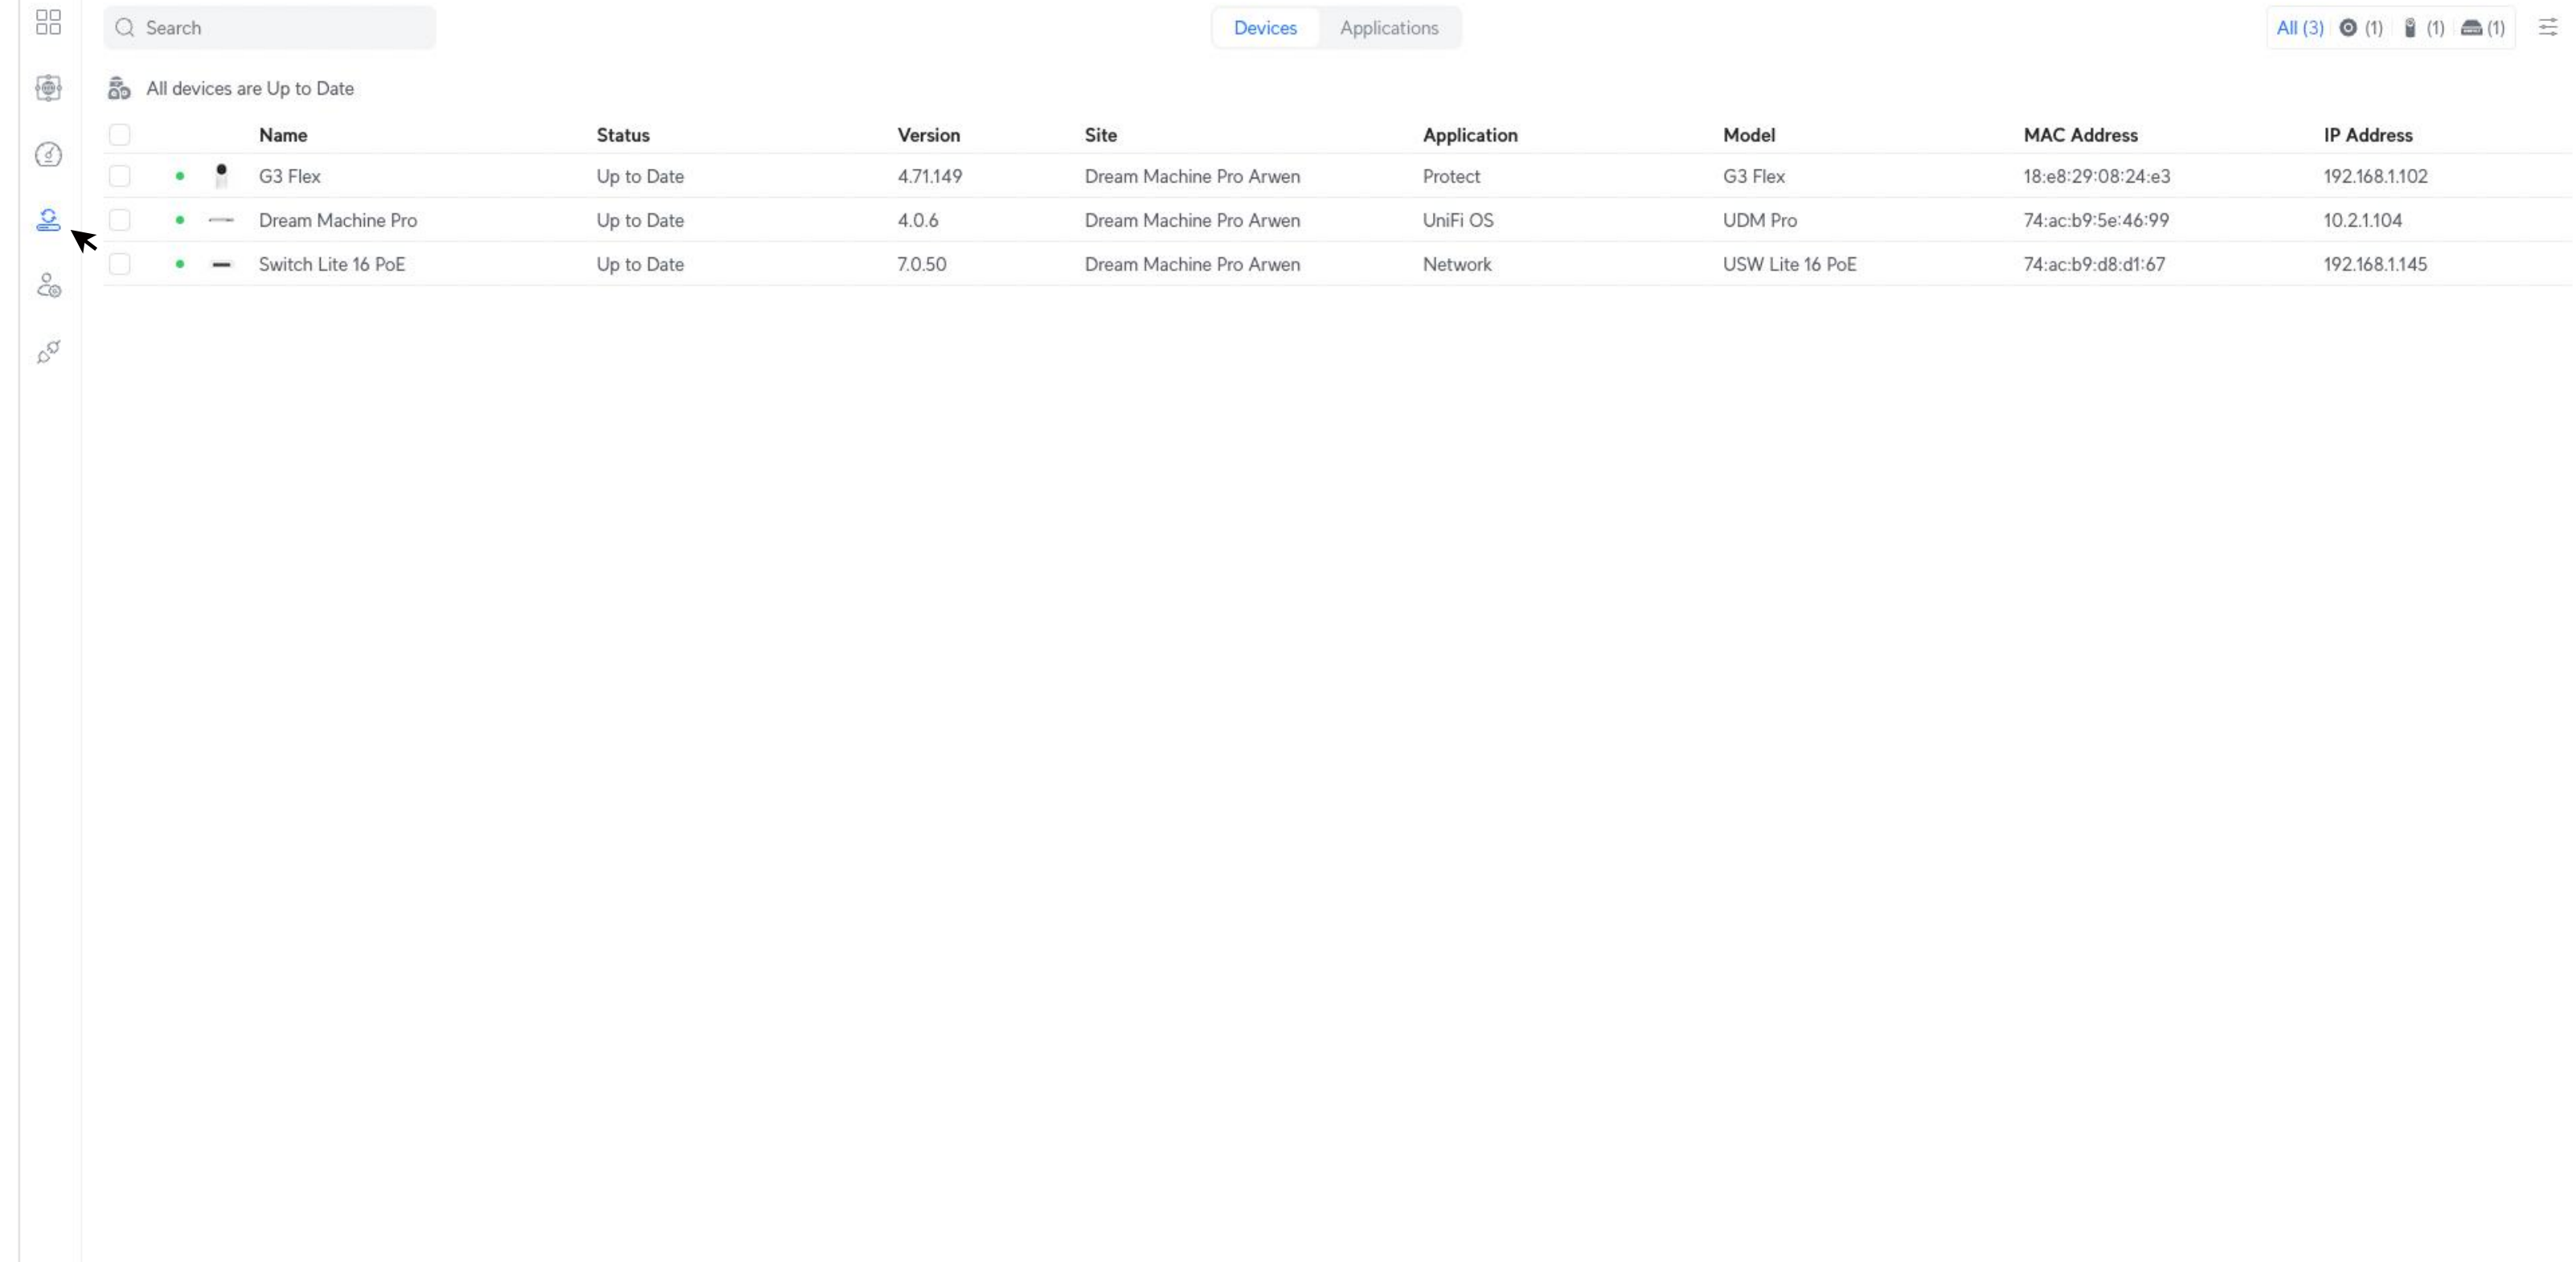 Search Devices Applications All (3) (1) (1) (1)
All devices are Up to Date
Name Status Version Site Application Model MAC Address IP Address
G3 Flex Up to Date 4.71.149 Dream Machine Pro Arwen Protect G3 Flex 18:e8:29:08:24:e3 192.168.1.102
Dream Machine Pro Up to Date 4.0.6 Dream Machine Pro Arwen UniFi OS UDM Pro 74:ac:b9:5e:46:99 10.2.1.104
Switch Lite 16 PoE Up to Date 7.0.50 Dream Machine Pro Arwen Network USW Lite 16 PoE 74:ac:b9:d8:d1:67 192.168.1.145